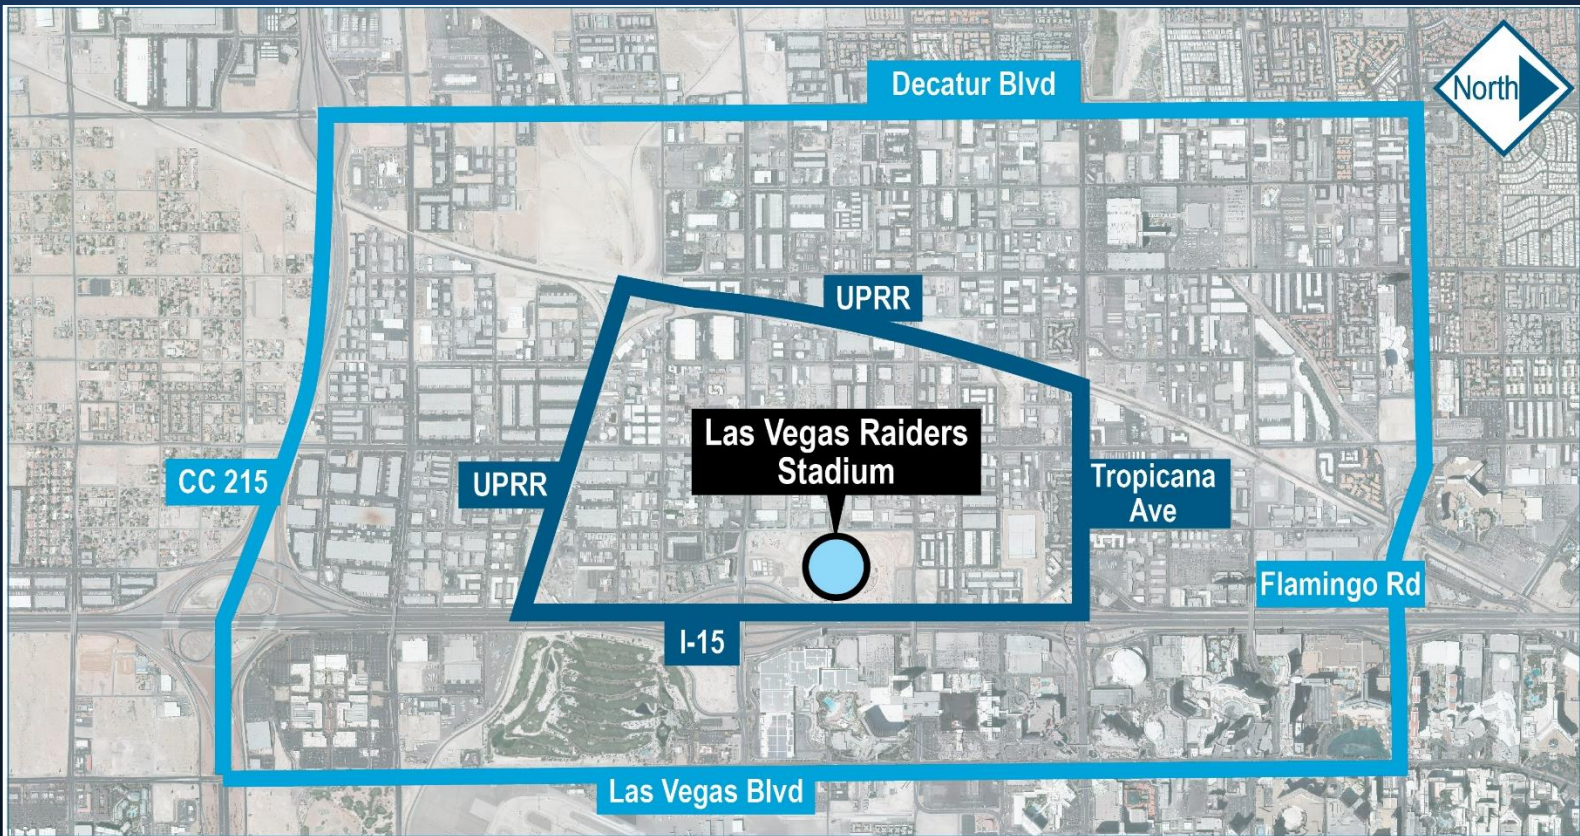 Decatur Blvd
North
UPRR
Las Vegas Raiders
Stadium
UPRR
CC 215
Tropicana
Ave
Flamingo Rd
I-15
Las Vegas Blvd